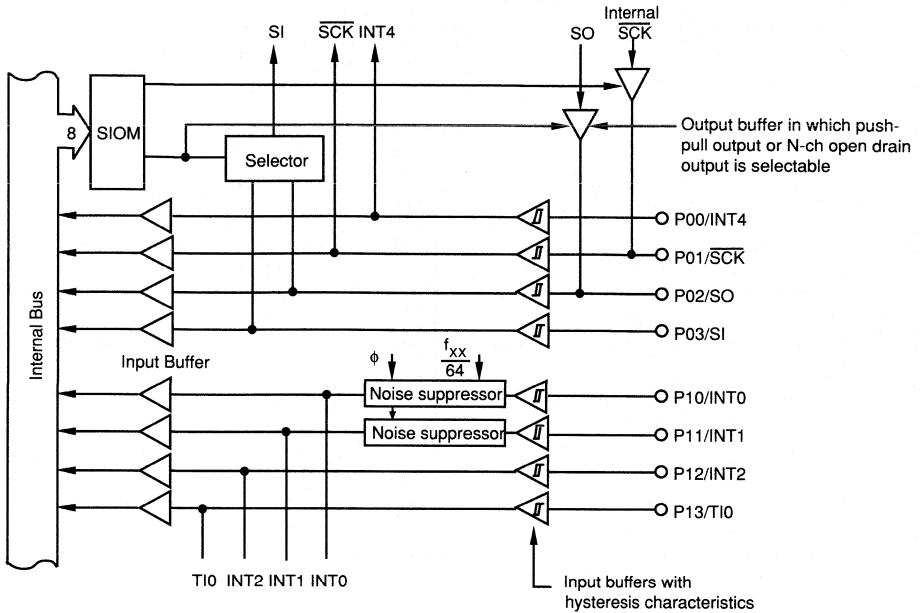 Internal
SI
SCK
INT4
SO
SCK
8
SIOM
Selector
Output buffer in which push-
pull output or N-ch open drain
output is selectable
P00/INT4
P01/SCK
P02/SO
P03/SI
Internal Bus
Input Buffer
ϕ
fxx
64
Noise suppressor
P10/INT0
Noise suppressor
P11/INT1
P12/INT2
P13/TI0
TI0 INT2 INT1 INT0
Input buffers with
hysteresis characteristics